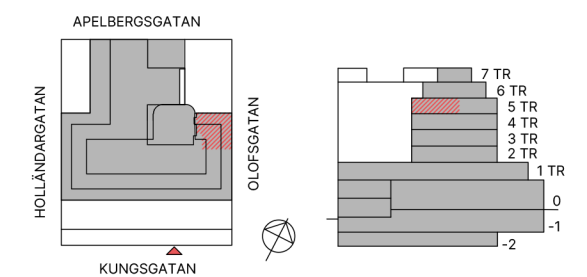 APELBERGSGATAN
HOLLÄNDARGATAN
OLOFSGATAN
KUNGSGATAN
7 TR
6 TR
5 TR
4 TR
3 TR
2 TR
1 TR
0
-1
-2